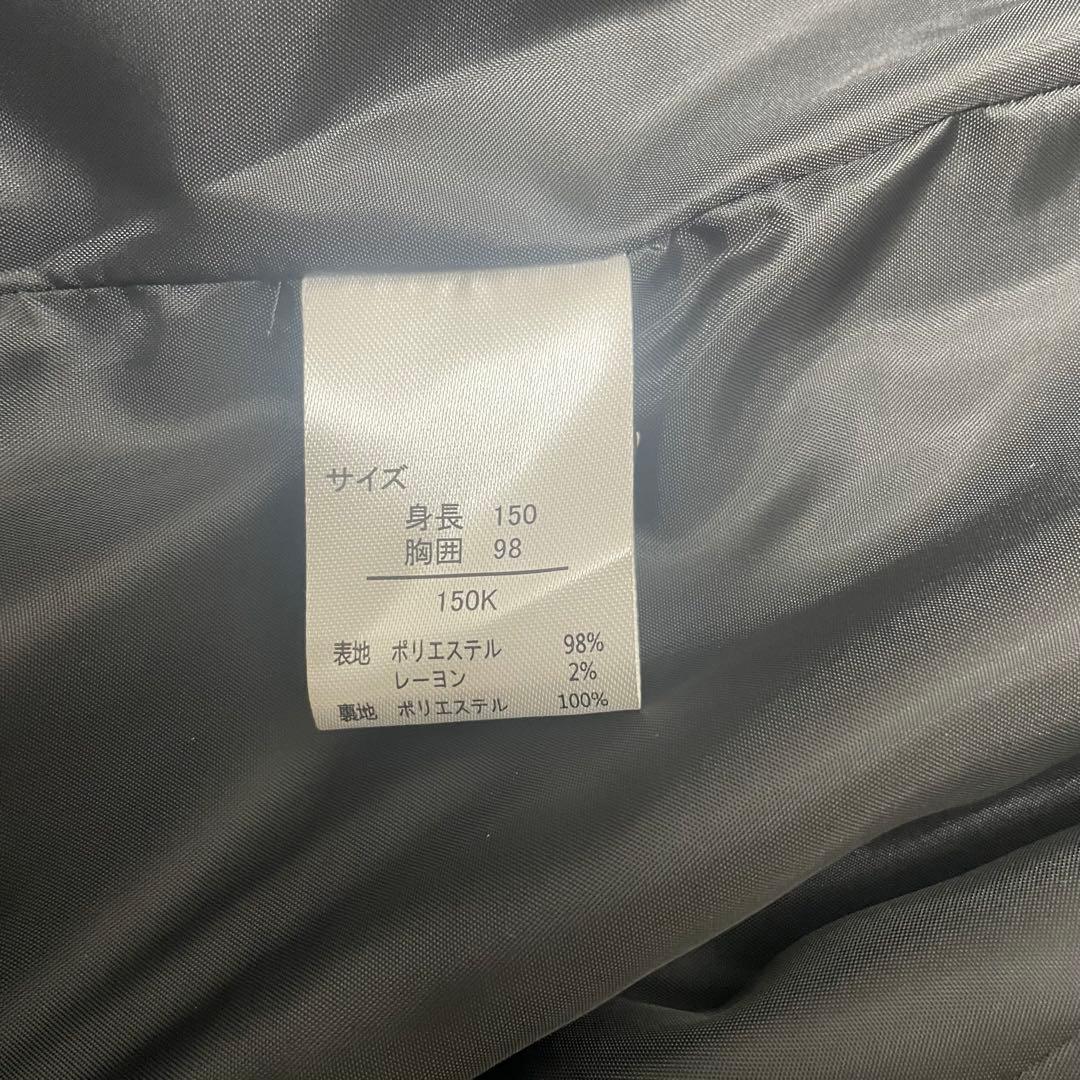 サイズ
身長 150
胸囲 98
150K
表地 ポリエステル 98%
レーヨン 2%
裏地 ポリエステル 100%